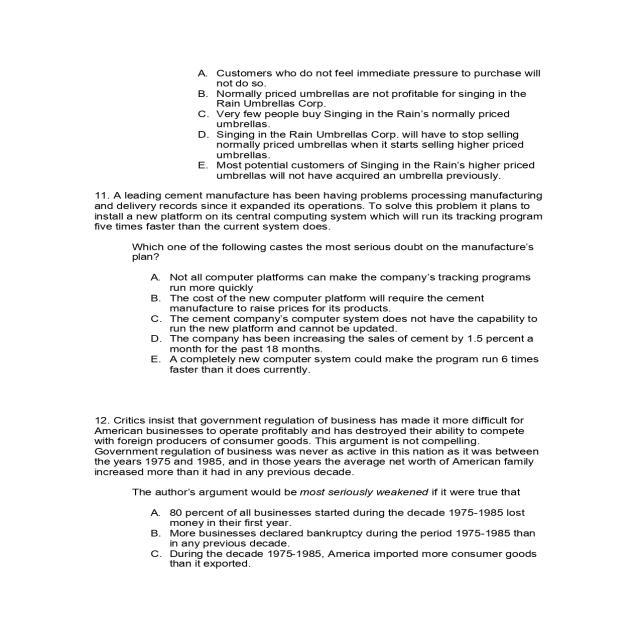 A. Customers who do not feel immediate pressure to purchase will
not do so.
B. Normally priced umbrellas are not profitable for singing in the
Rain Umbrellas Corp.
C. Very few people buy Singing in the Rain's normally priced
umbrellas.
D. Singing in the Rain Umbrellas Corp. will have to stop selling
normally priced umbrellas when it starts selling higher priced
umbrellas.
E. Most potential customers of Singing in the Rain's higher priced
umbrellas will not have acquired an umbrella previously.
11. A leading cement manufacture has been having problems processing manufacturing
and delivery records since it expanded its operations. To solve this problem it plans to
install a new platform on its central computing system which will run its tracking program
five times faster than the current system does.
Which one of the following castes the most serious doubt on the manufacture's
plan?
A. Not all computer platforms can make the company's tracking programs
run more quickly
B. The cost of the new computer platform will require the cement
manufacture to raise prices for its products.
C. The cement company's computer system does not have the capability to
run the new platform and cannot be updated.
D. The company has been increasing the sales of cement by 1.5 percent a
month for the past 18 months.
E. A completely new computer system could make the program run 6 times
faster than it does currently.
12. Critics insist that government regulation of business has made it more difficult for
American businesses to operate profitably and has destroyed their ability to compete
with foreign producers of consumer goods. This argument is not compelling.
Government regulation of business was never as active in this nation as it was between
the years 1975 and 1985, and in those years the average net worth of American family
increased more than it had in any previous decade.
The author's argument would be most seriously weakened if it were true that
A. 80 percent of all businesses started during the decade 1975-1985 lost
money in their first year.
B. More businesses declared bankruptcy during the period 1975-1985 than
in any previous decade.
C. During the decade 1975-1985, America imported more consumer goods
than it exported.